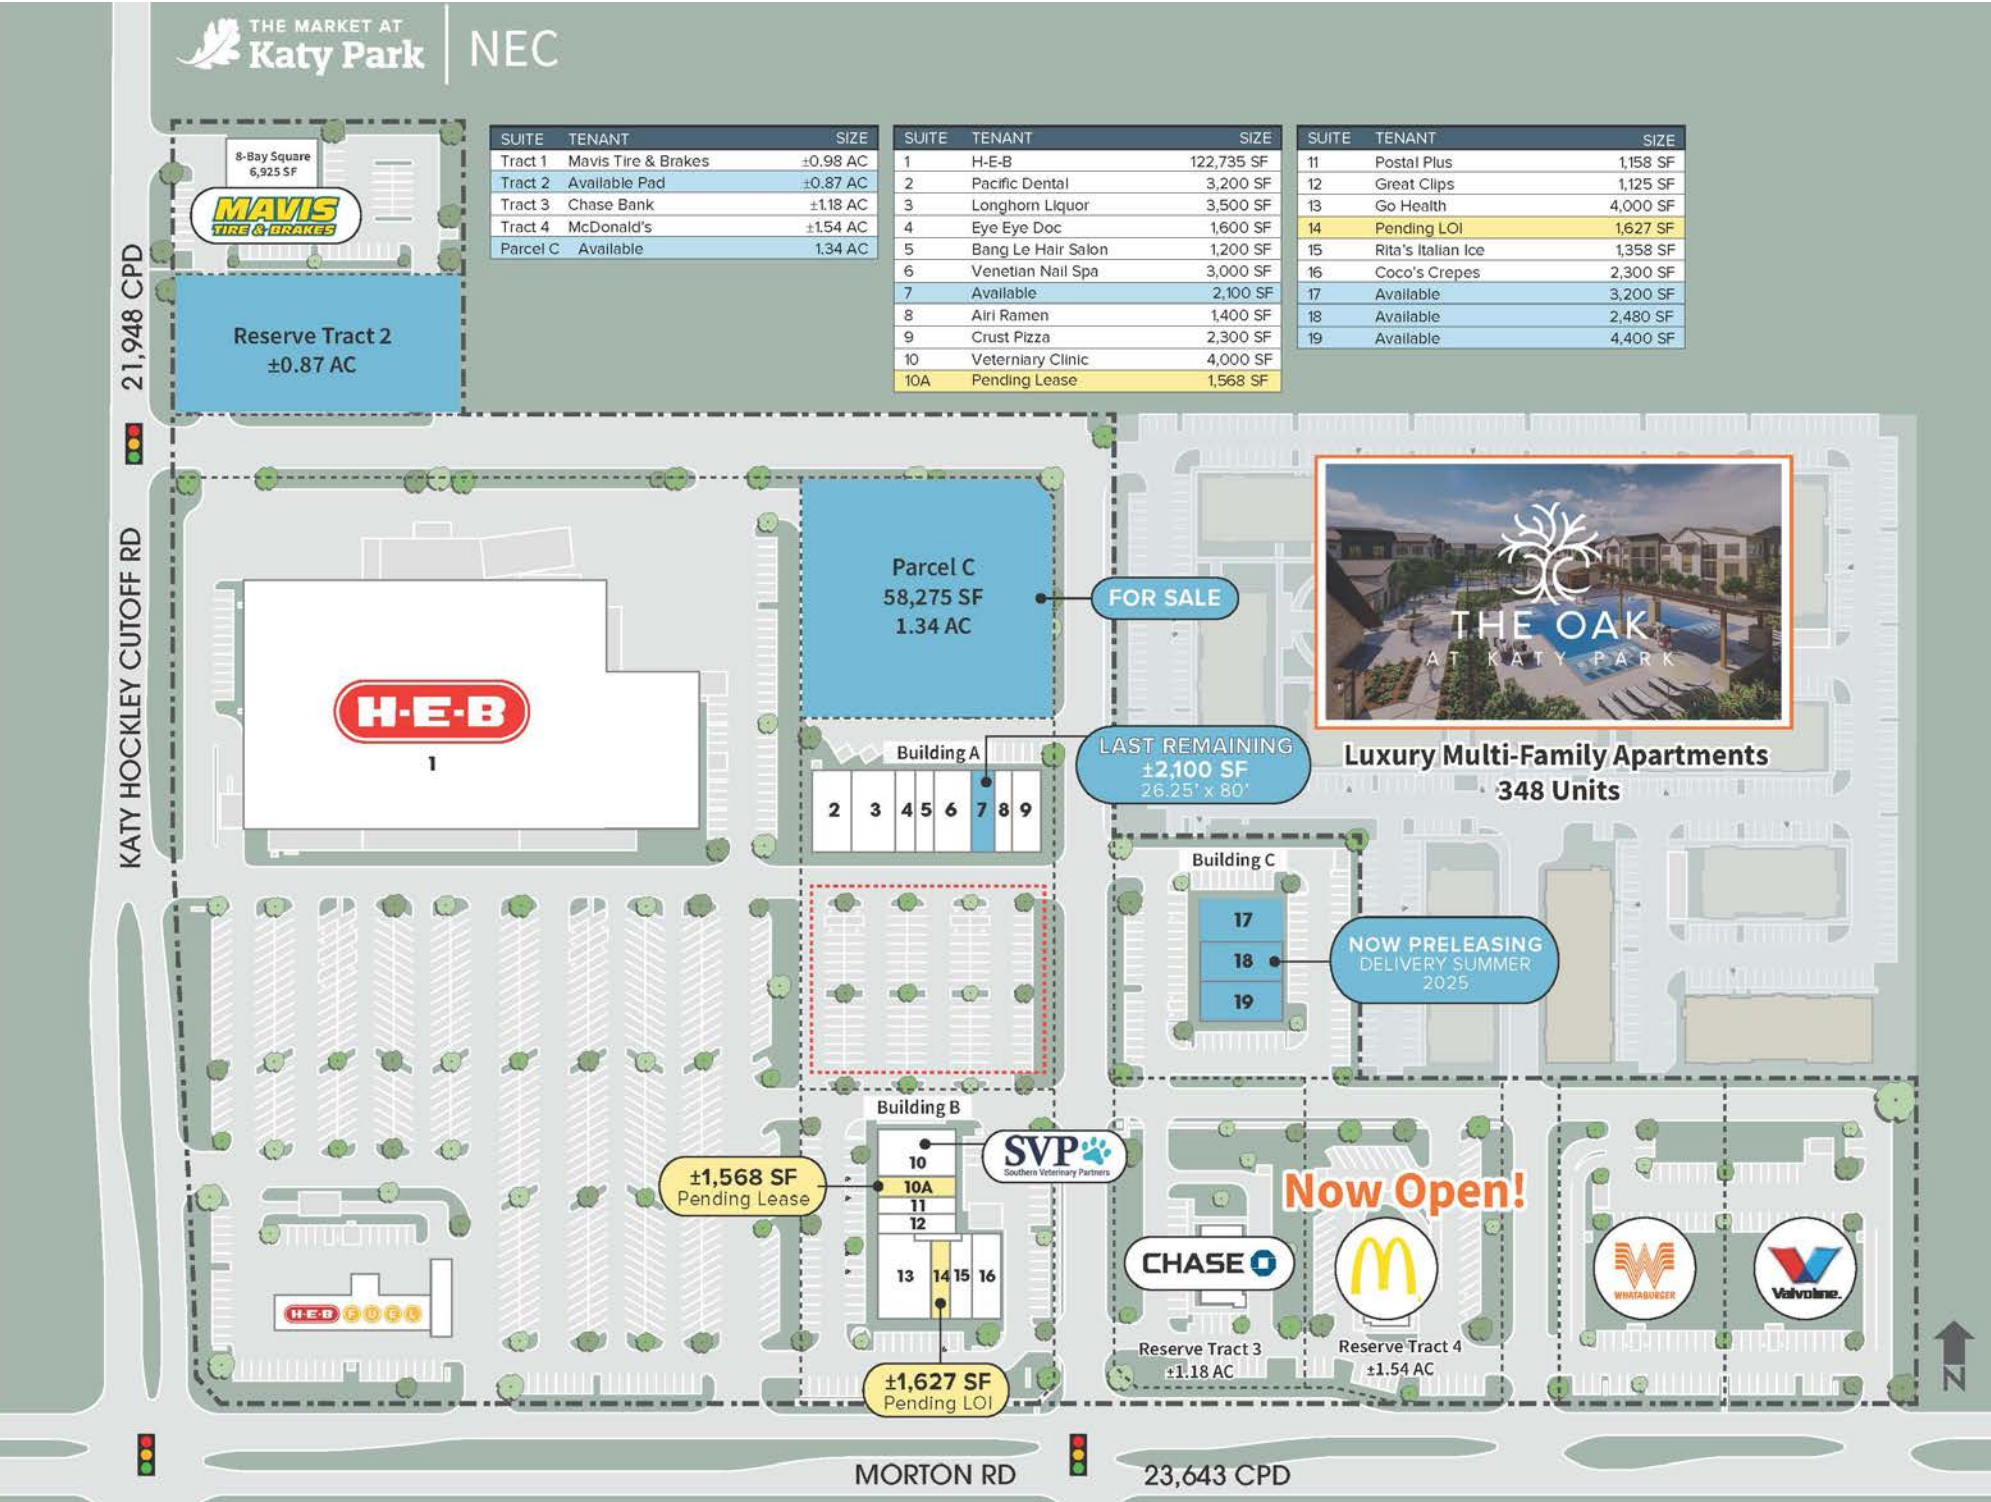 THE MARKET AT
Katy Park
NEC
SUITE TENANT SIZE
Tract 1 Mavis Tire & Brakes ±0.98 AC
Tract 2 Available Pad ±0.87 AC
Tract 3 Chase Bank ±1.18 AC
Tract 4 McDonald's ±1.54 AC
Parcel C Available 1.34 AC
SUITE TENANT SIZE
1 H-E-B 122,735 SF
2 Pacific Dental 3,200 SF
3 Longhorn Liquor 3,500 SF
4 Eye Eye Doc 1,600 SF
5 Bang Le Hair Salon 1,200 SF
6 Venetian Nail Spa 3,000 SF
7 Available 2,100 SF
8 Airi Ramen 1,400 SF
9 Crust Pizza 2,300 SF
10 Veterniary Clinic 4,000 SF
10A Pending Lease 1,568 SF
SUITE TENANT SIZE
11 Postal Plus 1,158 SF
12 Great Clips 1,125 SF
13 Go Health 4,000 SF
14 Pending LOI 1,627 SF
15 Rita's Italian Ice 1,358 SF
16 Coco's Crepes 2,300 SF
17 Available 3,200 SF
18 Available 2,480 SF
19 Available 4,400 SF
8-Bay Square
6,925 SF
MAVIS
TIRE & BRAKES
21,948 CPD
Reserve Tract 2
±0.87 AC
KATY HOCKLEY CUTOFF RD
Parcel C
58,275 SF
1.34 AC
FOR SALE
THE OAK
AT KATY PARK
Luxury Multi-Family Apartments
348 Units
H-E-B
1
Building A
LAST REMAINING
±2,100 SF
26.25' x 80'
2 3 4 5 6 7 8 9
Building C
17
18
19
NOW PRELEASING
DELIVERY SUMMER
2025
Building B
10
10A
11
12
13 14 15 16
SVP
Southern Veterinary Partners
±1,568 SF
Pending Lease
Now Open!
CHASE
M
WHATABURGER
Valvoline.
H-E-B FUEL
Reserve Tract 3
±1.18 AC
Reserve Tract 4
±1.54 AC
±1,627 SF
Pending LOI
N
MORTON RD
23,643 CPD